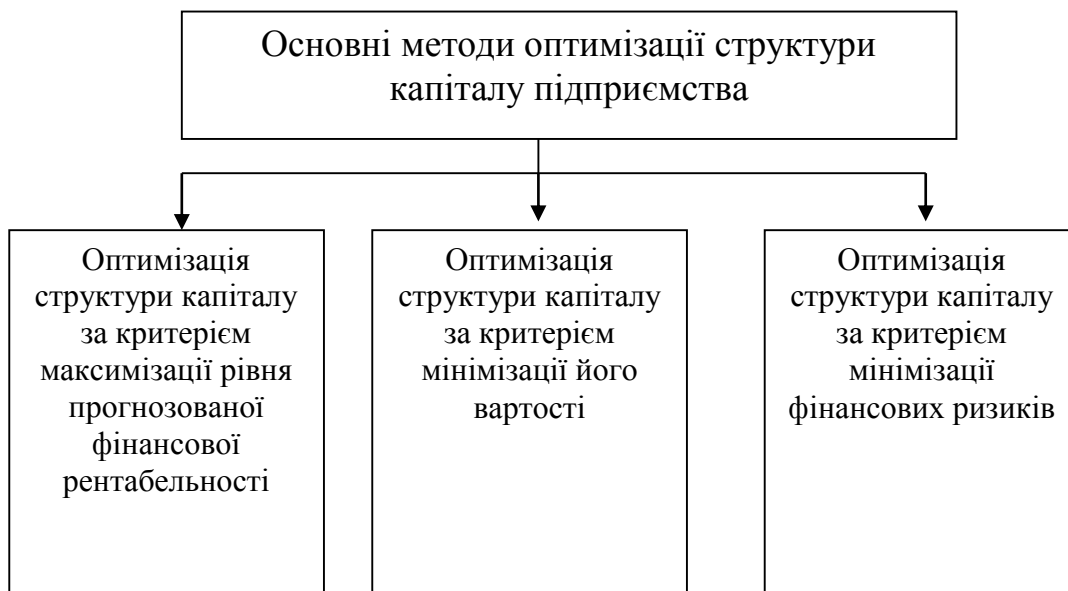 Основні методи оптимізації структури
капіталу підприємства
Оптимізація
структури капіталу
за критерієм
максимізації рівня
прогнозованої
фінансової
рентабельності
Оптимізація
структури капіталу
за критерієм
мінімізації його
вартості
Оптимізація
структури капіталу
за критерієм
мінімізації
фінансових ризиків